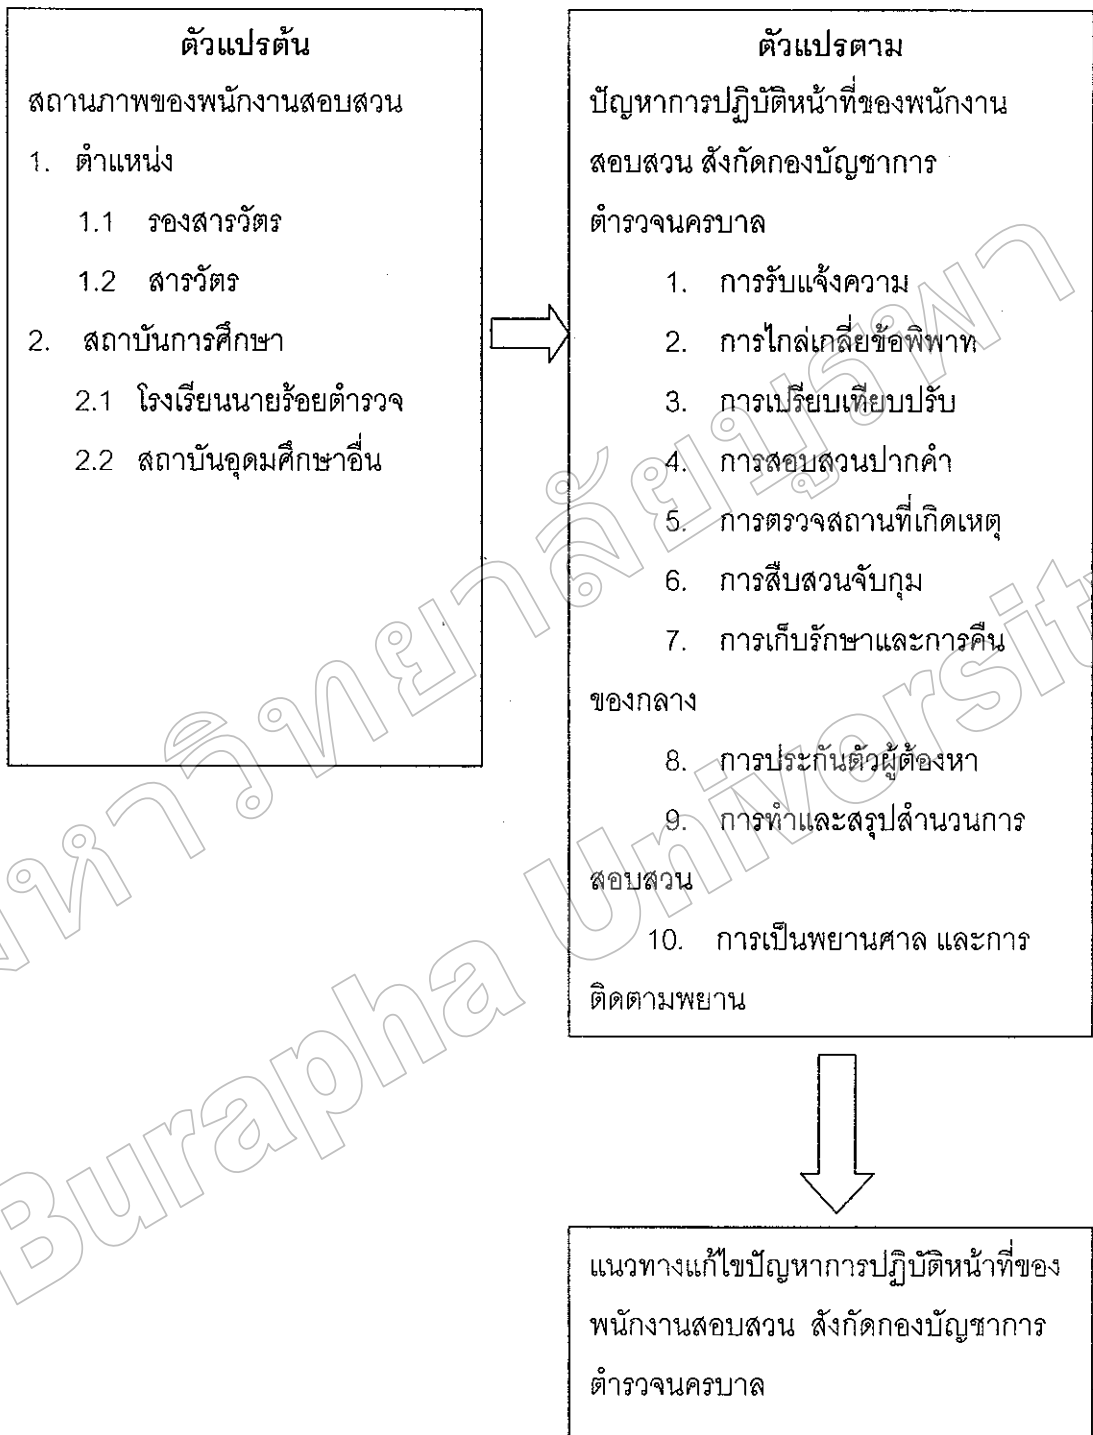 ตัวแปรต้น
สถานภาพของพนักงานสอบสวน
1. ตำแหน่ง
1.1 รองสารวัตร
1.2 สารวัตร
2. สถาบันการศึกษา
2.1 โรงเรียนนายร้อยตำรวจ
2.2 สถาบันอุดมศึกษาอื่น
ตัวแปรตาม
ปัญหาการปฏิบัติหน้าที่ของพนักงาน
สอบสวน สังกัดกองบัญชาการ
ตำรวจนครบาล
1. การรับแจ้งความ
2. การไกล่เกลี่ยข้อพิพาท
3. การเปรียบเทียบปรับ
4. การสอบสวนปากคำ
5. การตรวจสถานที่เกิดเหตุ
6. การสืบสวนจับกุม
7. การเก็บรักษาและการคืน
ของกลาง
8. การประกันตัวผู้ต้องหา
9. การทำและสรุปสำนวนการ
สอบสวน
10. การเป็นพยานศาล และการ
ติดตามพยาน
แนวทางแก้ไขปัญหาการปฏิบัติหน้าที่ของ
พนักงานสอบสวน สังกัดกองบัญชาการ
ตำรวจนครบาล
มหาวิทยาลัยบูรพา
Burapha University